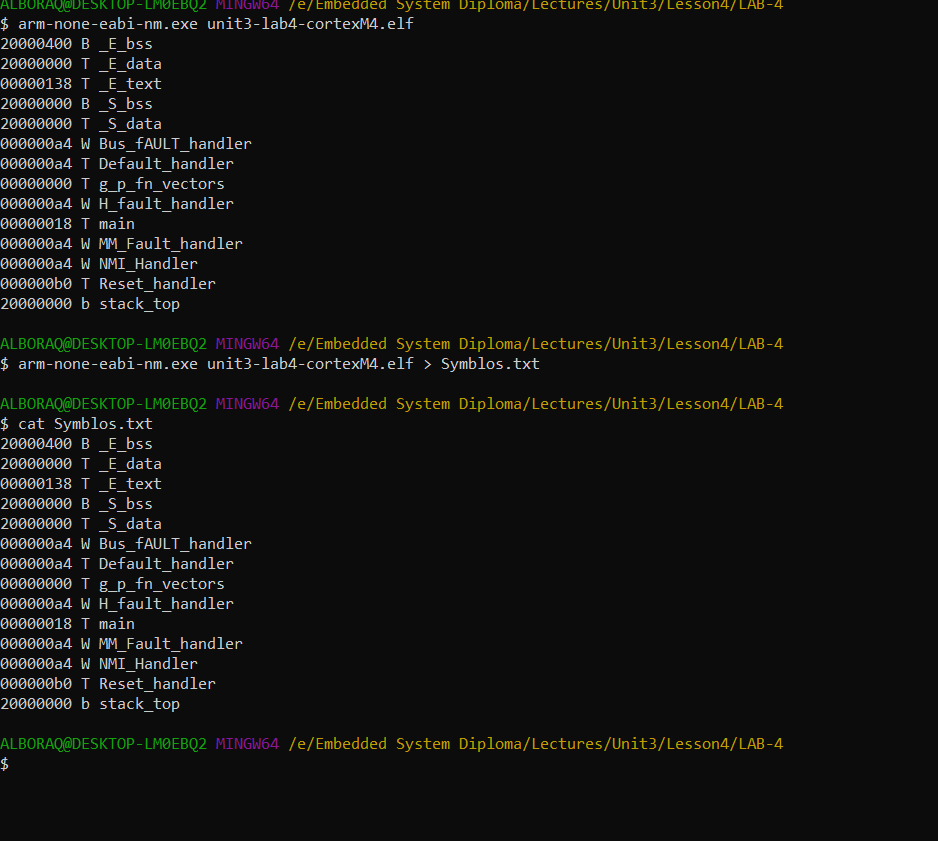 ALBORAQ@DESKTOP-LM0EBQ2 MINGW64 /e/Embedded System Diploma/Lectures/Unit3/Lesson4/LAB-4
$ arm-none-eabi-nm.exe unit3-lab4-cortexM4.elf
20000400 B _E_bss
20000000 T _E_data
00000138 T _E_text
20000000 B _S_bss
20000000 T _S_data
000000a4 W Bus_fAULT_handler
000000a4 T Default_handler
00000000 T g_p_fn_vectors
000000a4 W H_fault_handler
00000018 T main
000000a4 W MM_Fault_handler
000000a4 W NMI_Handler
000000b0 T Reset_handler
20000000 b stack_top
ALBORAQ@DESKTOP-LM0EBQ2 MINGW64 /e/Embedded System Diploma/Lectures/Unit3/Lesson4/LAB-4
$ arm-none-eabi-nm.exe unit3-lab4-cortexM4.elf > Symblos.txt
ALBORAQ@DESKTOP-LM0EBQ2 MINGW64 /e/Embedded System Diploma/Lectures/Unit3/Lesson4/LAB-4
$ cat Symblos.txt
20000400 B _E_bss
20000000 T _E_data
00000138 T _E_text
20000000 B _S_bss
20000000 T _S_data
000000a4 W Bus_fAULT_handler
000000a4 T Default_handler
00000000 T g_p_fn_vectors
000000a4 W H_fault_handler
00000018 T main
000000a4 W MM_Fault_handler
000000a4 W NMI_Handler
000000b0 T Reset_handler
20000000 b stack_top
ALBORAQ@DESKTOP-LM0EBQ2 MINGW64 /e/Embedded System Diploma/Lectures/Unit3/Lesson4/LAB-4
$